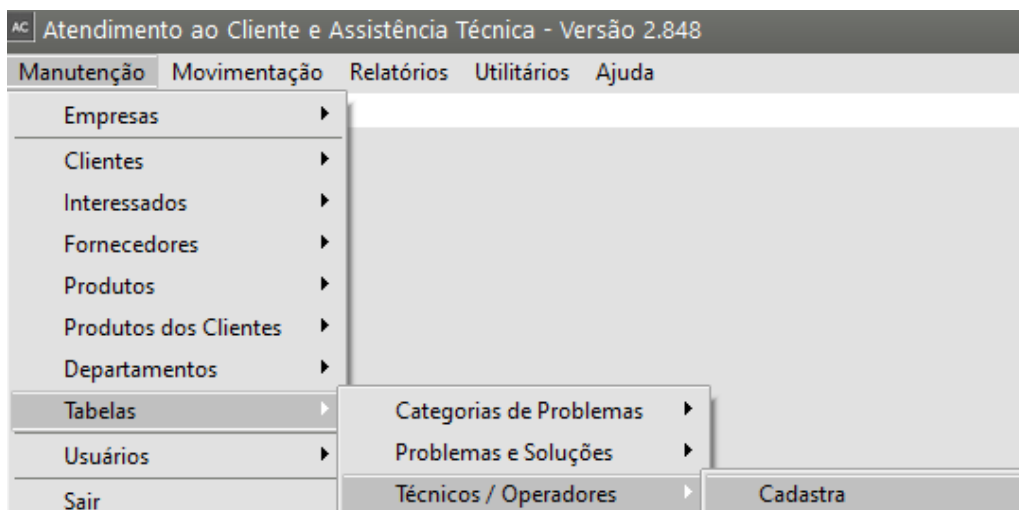 AC Atendimento ao Cliente e Assistência Técnica - Versão 2.848
Manutenção Movimentação Relatórios Utilitários Ajuda
Empresas
Clientes
Interessados
Fornecedores
Produtos
Produtos dos Clientes
Departamentos
Tabelas Categorias de Problemas
Usuários Problemas e Soluções
Sair Técnicos / Operadores Cadastra